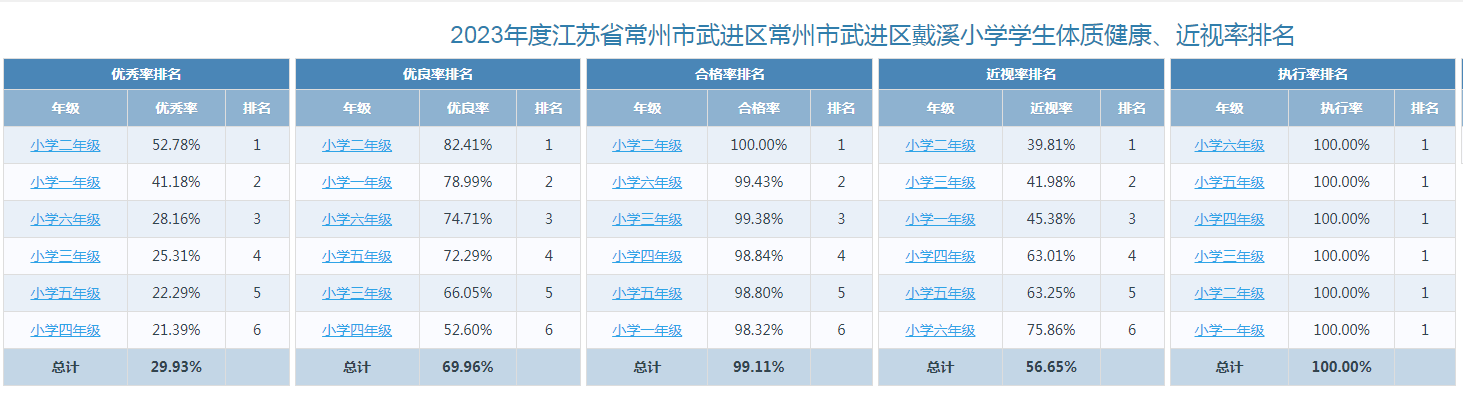 2023年度江苏省常州市武进区常州市武进区戴溪小学学生体质健康、近视率排名
优秀率排名 优良率排名 合格率排名 近视率排名 执行率排名
年级 优秀率 排名 年级 优良率 排名 年级 合格率 排名 年级 近视率 排名 年级 执行率 排名
小学二年级 52.78% 1 小学二年级 82.41% 1 小学二年级 100.00% 1 小学二年级 39.81% 1 小学六年级 100.00% 1
小学一年级 41.18% 2 小学一年级 78.99% 2 小学六年级 99.43% 2 小学三年级 41.98% 2 小学五年级 100.00% 1
小学六年级 28.16% 3 小学六年级 74.71% 3 小学三年级 99.38% 3 小学一年级 45.38% 3 小学四年级 100.00% 1
小学三年级 25.31% 4 小学五年级 72.29% 4 小学四年级 98.84% 4 小学四年级 63.01% 4 小学三年级 100.00% 1
小学五年级 22.29% 5 小学三年级 66.05% 5 小学五年级 98.80% 5 小学五年级 63.25% 5 小学二年级 100.00% 1
小学四年级 21.39% 6 小学四年级 52.60% 6 小学一年级 98.32% 6 小学六年级 75.86% 6 小学一年级 100.00% 1
总计 29.93% 总计 69.96% 总计 99.11% 总计 56.65% 总计 100.00%